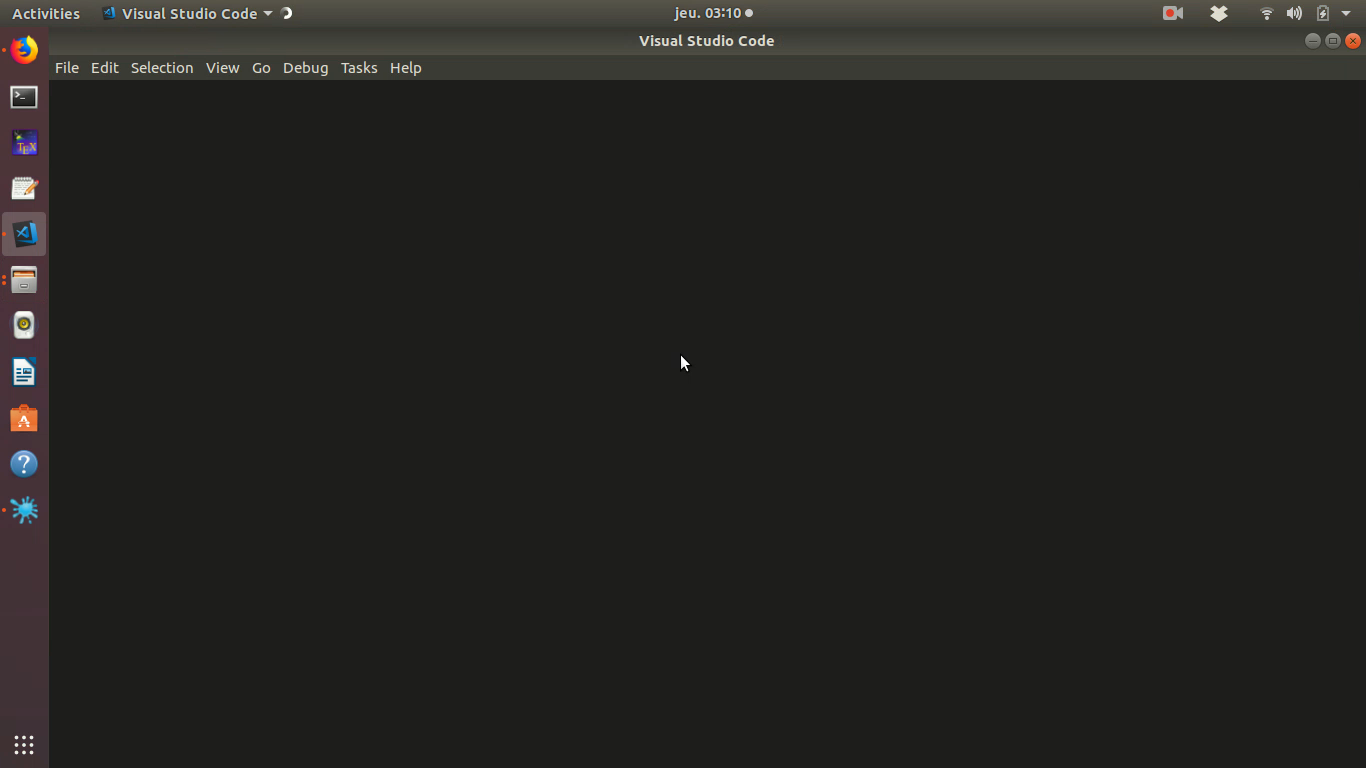 Activities Visual Studio Code jeu. 03:10
Visual Studio Code
File Edit Selection View Go Debug Tasks Help
TEX